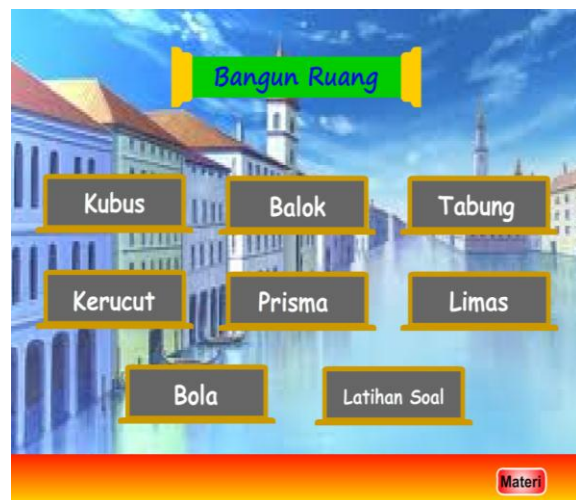 Bangun Ruang
Kubus
Balok
Tabung
Kerucut
Prisma
Limas
Bola
Latihan Soal
Materi